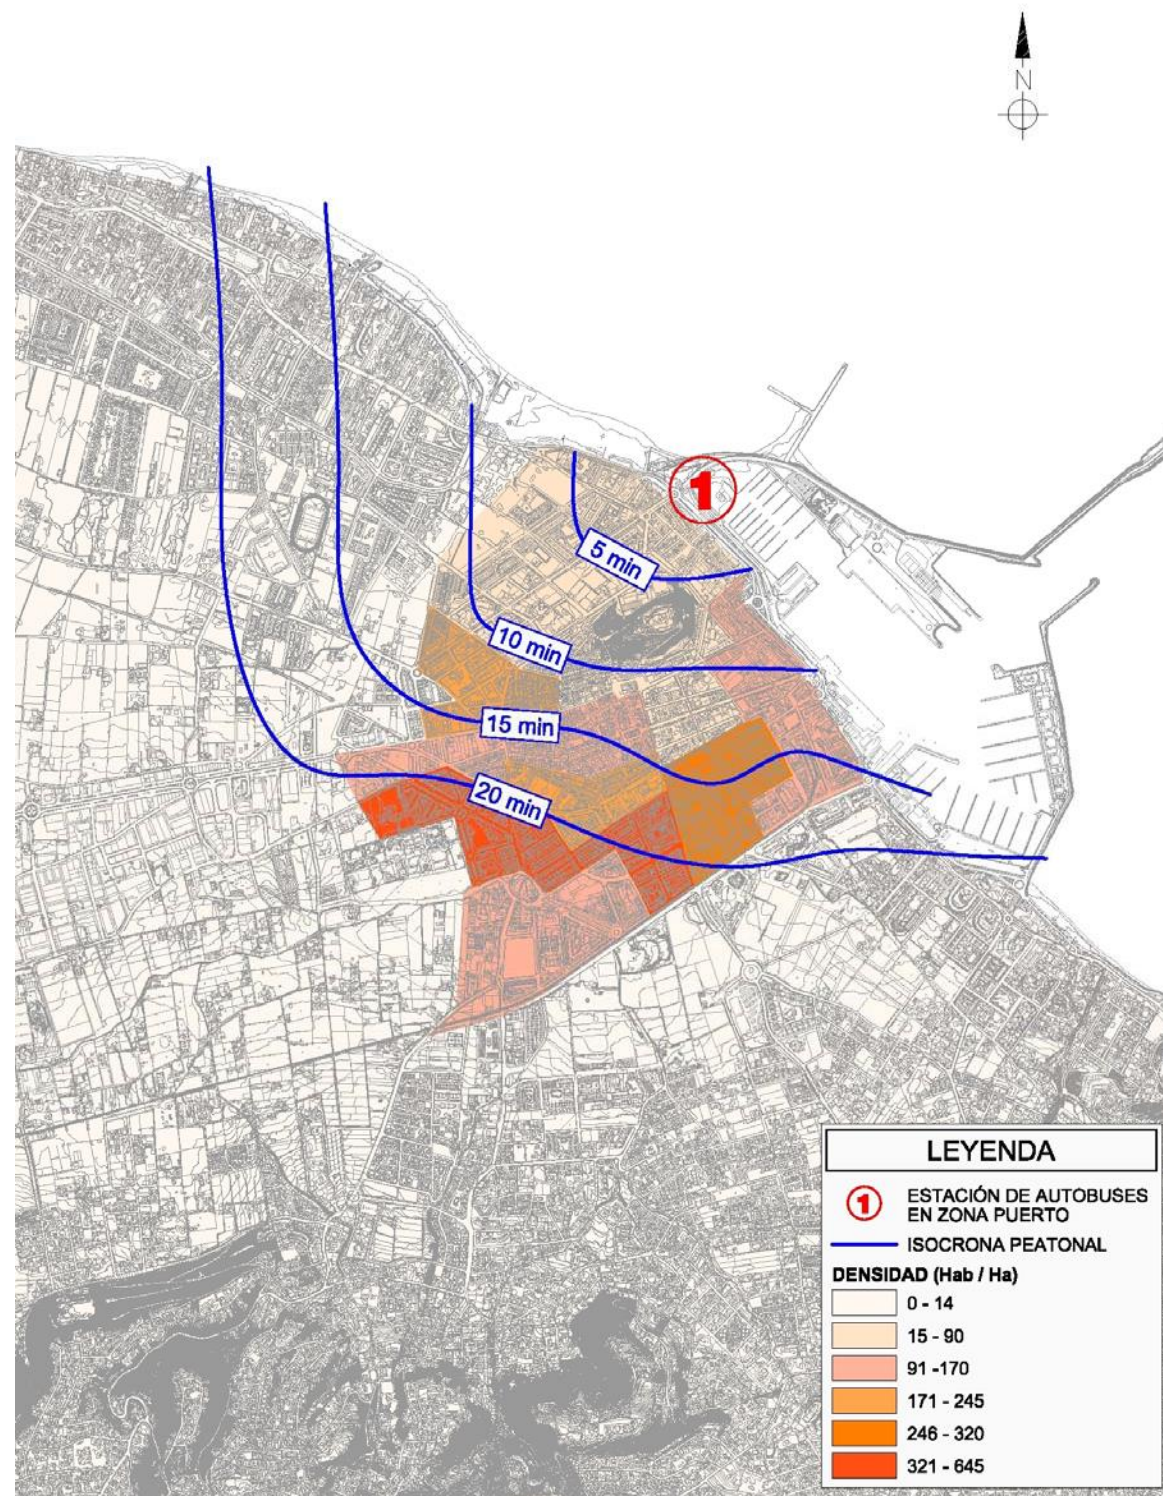 N
1
5 min
10 min
15 min
20 min
LEYENDA
1 ESTACIÓN DE AUTOBUSES
EN ZONA PUERTO
ISOCRONA PEATONAL
DENSIDAD (Hab / Ha)
0 - 14
15 - 90
91 -170
171 - 245
246 - 320
321 - 645